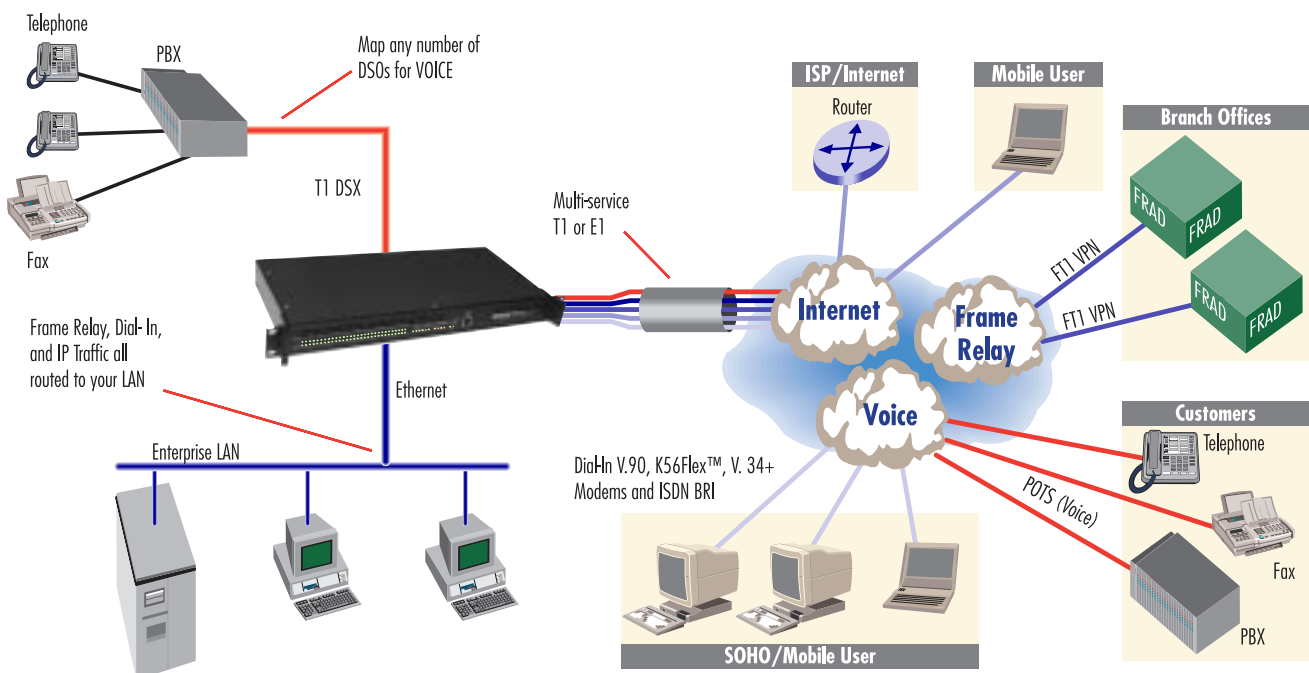 Telephone
PBX
Map any number of
DSOs for VOICE
T1 DSX
Fax
Frame Relay, Dial- In,
and IP Traffic all
routed to your LAN
Ethernet
Enterprise LAN
Multi-service
T1 or E1
ISP/Internet
Router
Mobile User
Branch Offices
FRAD
FRAD
FRAD
FRAD
FT1 VPN
FT1 VPN
Internet
Frame
Relay
Voice
Dial-In V.90, K56Flex™, V. 34+
Modems and ISDN BRI
SOHO/Mobile User
POTS (Voice)
Customers
Telephone
Fax
PBX